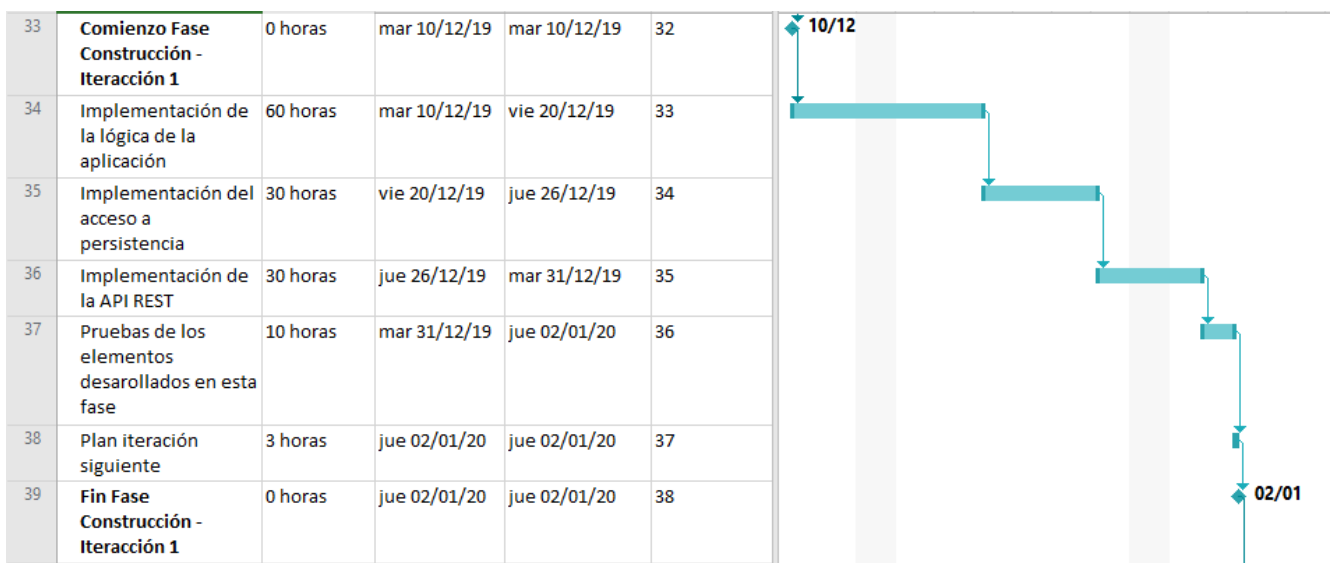 33 Comienzo Fase 0 horas mar 10/12/19 mar 10/12/19 32 10/12
Construcción -
Iteracción 1
34 Implementación de 60 horas mar 10/12/19 vie 20/12/19 33
la lógica de la
aplicación
35 Implementación del 30 horas vie 20/12/19 jue 26/12/19 34
acceso a
persistencia
36 Implementación de 30 horas jue 26/12/19 mar 31/12/19 35
la API REST
37 Pruebas de los 10 horas mar 31/12/19 jue 02/01/20 36
elementos
desarollados en esta
fase
38 Plan iteración 3 horas jue 02/01/20 jue 02/01/20 37
siguiente
39 Fin Fase 0 horas jue 02/01/20 jue 02/01/20 38 02/01
Construcción -
Iteracción 1